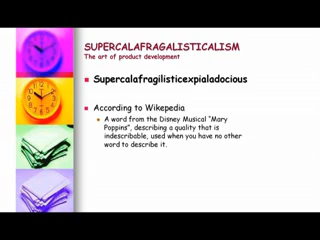 SUPERCALAFRAGALISTICALISM
The art of product development
Supercalafragilisticexpialadocious
According to Wikepedia
A word from the Disney Musical "Mary
Poppins", describing a quality that is
indescribable, used when you have no other
word to describe it.